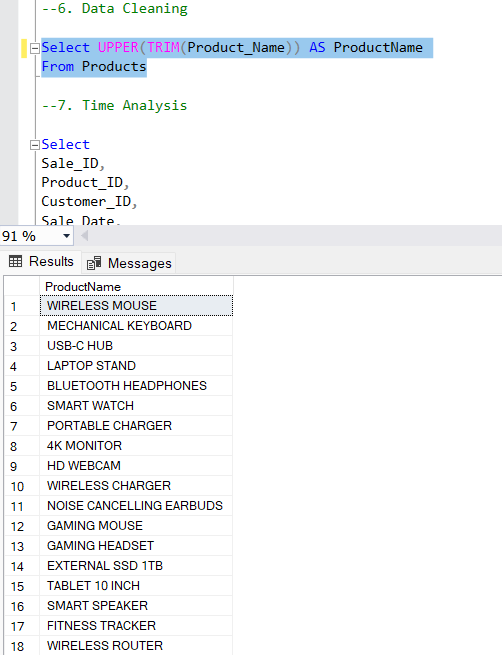 --6. Data Cleaning
Select UPPER(TRIM(Product_Name)) AS ProductName
From Products
--7. Time Analysis
Select
Sale_ID,
Product_ID,
Customer_ID,
Sale_Date,
91 %
Results Messages
ProductName
1 WIRELESS MOUSE
2 MECHANICAL KEYBOARD
3 USB-C HUB
4 LAPTOP STAND
5 BLUETOOTH HEADPHONES
6 SMART WATCH
7 PORTABLE CHARGER
8 4K MONITOR
9 HD WEBCAM
10 WIRELESS CHARGER
11 NOISE CANCELLING EARBUDS
12 GAMING MOUSE
13 GAMING HEADSET
14 EXTERNAL SSD 1TB
15 TABLET 10 INCH
16 SMART SPEAKER
17 FITNESS TRACKER
18 WIRELESS ROUTER